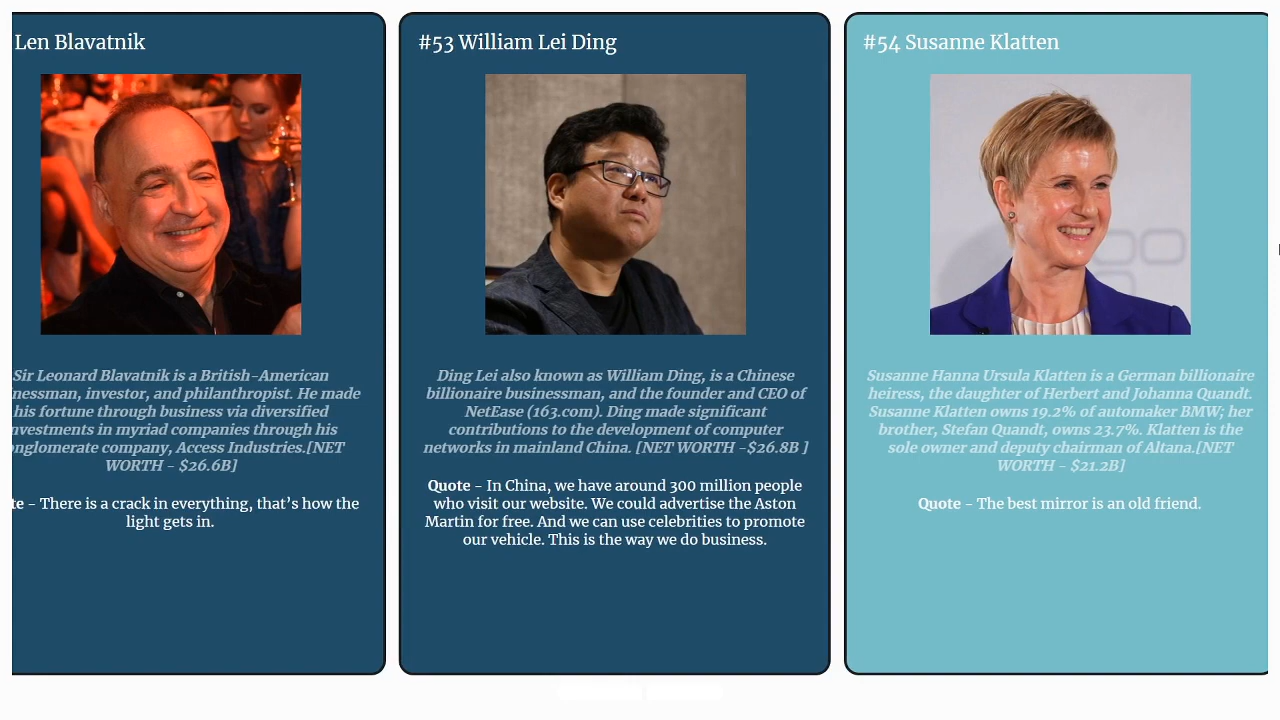 Len Blavatnik
Sir Leonard Blavatnik is a British-American
nessman, investor, and philanthropist. He made
his fortune through business via diversified
nvestments in myriad companies through his
onglomerate company, Access Industries.[NET
WORTH - $26.6B]
te - There is a crack in everything, that’s how the
light gets in.
#53 William Lei Ding
Ding Lei also known as William Ding, is a Chinese
billionaire businessman, and the founder and CEO of
NetEase (163.com). Ding made significant
contributions to the development of computer
networks in mainland China. [NET WORTH -$26.8B ]
Quote - In China, we have around 300 million people
who visit our website. We could advertise the Aston
Martin for free. And we can use celebrities to promote
our vehicle. This is the way we do business.
#54 Susanne Klatten
Susanne Hanna Ursula Klatten is a German billionaire
heiress, the daughter of Herbert and Johanna Quandt.
Susanne Klatten owns 19.2% of automaker BMW; her
brother, Stefan Quandt, owns 23.7%. Klatten is the
sole owner and deputy chairman of Altana.[NET
WORTH - $21.2B]
Quote - The best mirror is an old friend.